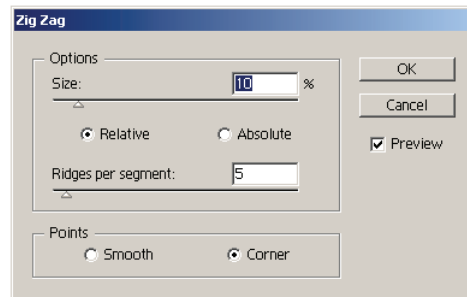 Zig Zag
Options
Size: 10 %
Relative Absolute
Ridges per segment: 5
Points
Smooth Corner
OK
Cancel
Preview